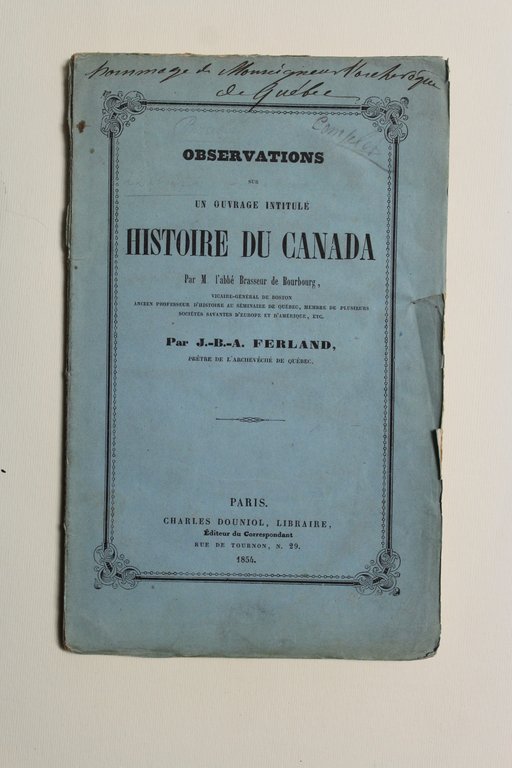 hommage de Monseigneur l'archevêque
de Québec
OBSERVATIONS
SUR
UN OUVRAGE INTITULÉ
HISTOIRE DU CANADA
Par M. l'abbé Brasseur de Bourbourg,
VICAIRE-GÉNÉRAL DE BOSTON
ANCIEN PROFESSEUR D'HISTOIRE AU SÉMINAIRE DE QUÉBEC, MEMBRE DE PLUSIEURS
SOCIÉTÉS SAVANTES D'EUROPE ET D'AMÉRIQUE, ETC.
Par J.-B.-A. FERLAND,
PRÊTRE DE L'ARCHEVÊCHÉ DE QUÉBEC.
PARIS.
CHARLES DOUNIOL, LIBRAIRE,
Éditeur du Correspondant
RUE DE TOURNON, N. 29.
1854.